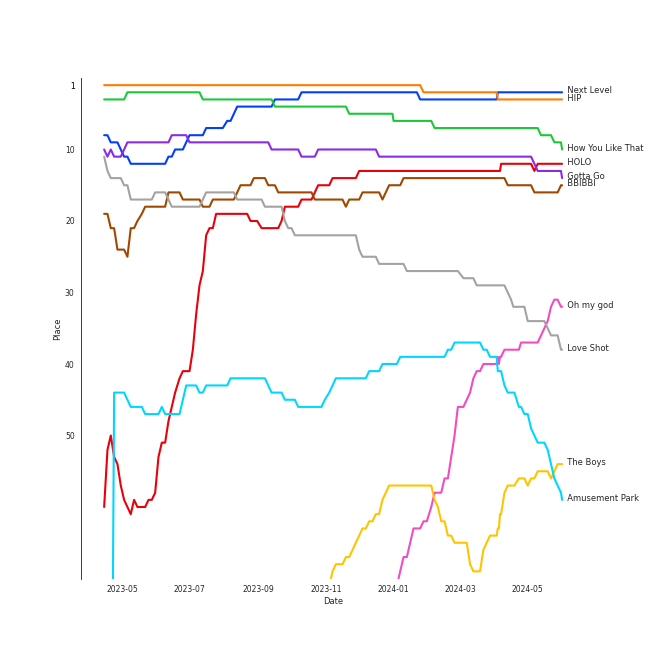 1
Next Level
HIP
10
How You Like That
HOLO
Gotta Go
BBIBBI
20
30
Oh my god
Place
Love Shot
40
50
The Boys
Amusement Park
2023-05
2023-07
2023-09
2023-11
2024-01
2024-03
2024-05
Date